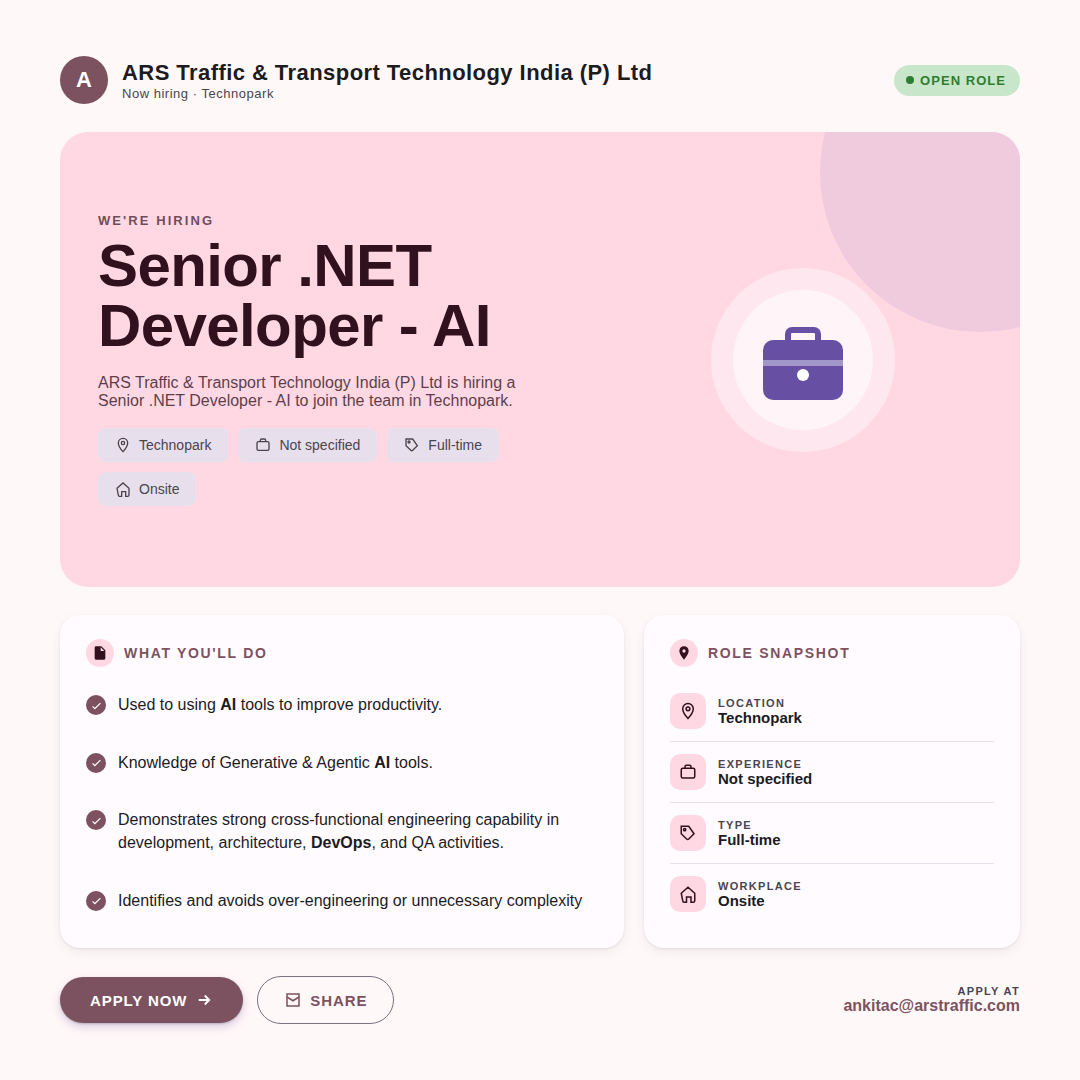 A
ARS Traffic & Transport Technology India (P) Ltd
Now hiring · Technopark
OPEN ROLE
WE'RE HIRING
Senior .NET
Developer - AI
ARS Traffic & Transport Technology India (P) Ltd is hiring a
Senior .NET Developer - AI to join the team in Technopark.
Technopark
Not specified
Full-time
Onsite
WHAT YOU'LL DO
Used to using AI tools to improve productivity.
Knowledge of Generative & Agentic AI tools.
Demonstrates strong cross-functional engineering capability in
development, architecture, DevOps, and QA activities.
Identifies and avoids over-engineering or unnecessary complexity
ROLE SNAPSHOT
LOCATION
Technopark
EXPERIENCE
Not specified
TYPE
Full-time
WORKPLACE
Onsite
APPLY NOW
SHARE
APPLY AT
ankitac@arstraffic.com